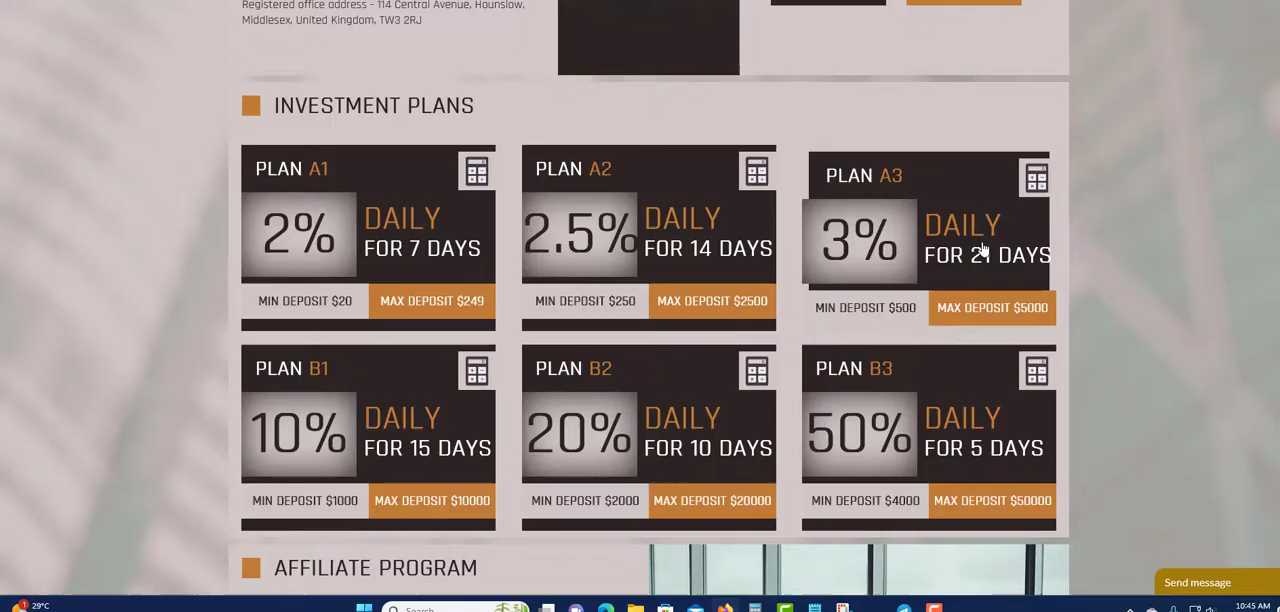 Registered office address - 114 Central Avenue, Hounslow,
Middlesex, United Kingdom, TW3 2RJ
INVESTMENT PLANS
PLAN A1
2%
DAILY
FOR 7 DAYS
MIN DEPOSIT $20
MAX DEPOSIT $249
PLAN A2
2.5%
DAILY
FOR 14 DAYS
MIN DEPOSIT $250
MAX DEPOSIT $2500
PLAN A3
3%
DAILY
FOR 21 DAYS
MIN DEPOSIT $500
MAX DEPOSIT $5000
PLAN B1
10%
DAILY
FOR 15 DAYS
MIN DEPOSIT $1000
MAX DEPOSIT $10000
PLAN B2
20%
DAILY
FOR 10 DAYS
MIN DEPOSIT $2000
MAX DEPOSIT $20000
PLAN B3
50%
DAILY
FOR 5 DAYS
MIN DEPOSIT $4000
MAX DEPOSIT $50000
AFFILIATE PROGRAM
Send message
1
29°C
Search
10:45 AM